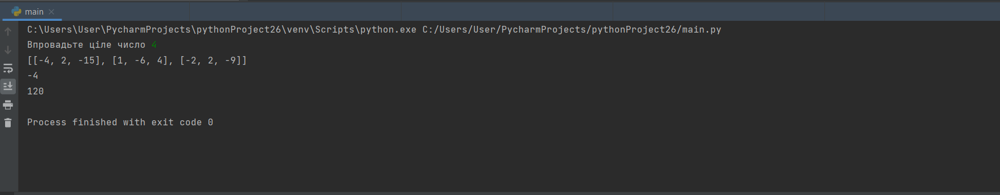 main
C:\Users\User\PycharmProjects\pythonProject26\venv\Scripts\python.exe C:/Users/User/PycharmProjects/pythonProject26/main.py
Впровадьте ціле число 4
[[-4, 2, -15], [1, -6, 4], [-2, 2, -9]]
-4
120
Process finished with exit code 0